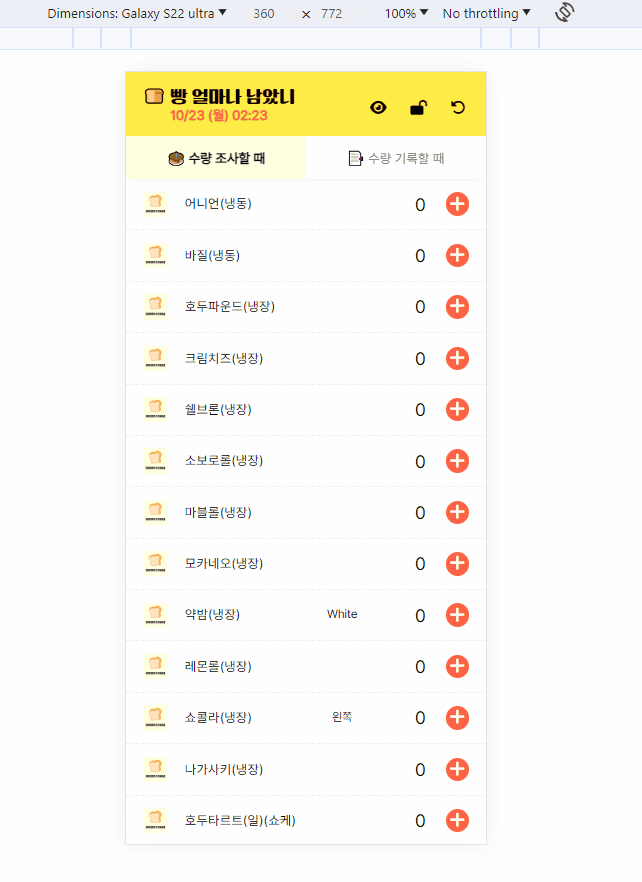 Dimensions: Galaxy S22 ultra ▼ 360 × 772 100% ▼ No throttling ▼
빵 얼마나 남았니
10/23 (월) 02:23
수량 조사할 때 수량 기록할 때
어니언(냉동) 0
바질(냉동) 0
호두파운드(냉장) 0
크림치즈(냉장) 0
쉘브론(냉장) 0
소보로롤(냉장) 0
마블롤(냉장) 0
모카네오(냉장) 0
약밤(냉장) White 0
레몬롤(냉장) 0
쇼콜라(냉장) 왼쪽 0
나가사키(냉장) 0
호두타르트(일)(쇼케) 0